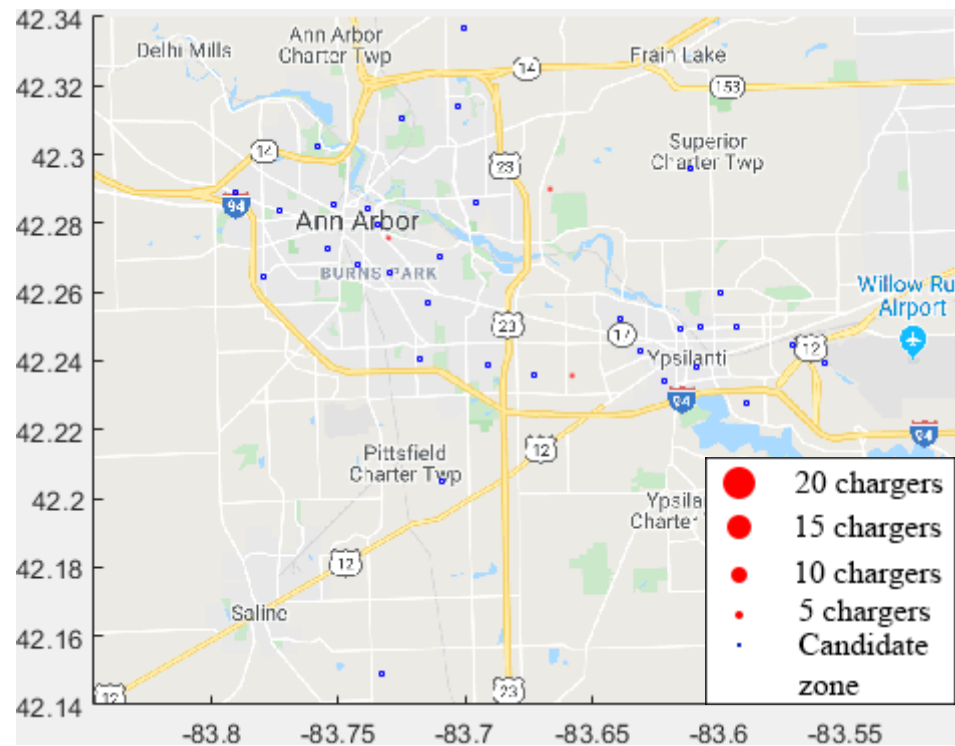 42.34
42.32
42.3
42.28
42.26
42.24
42.22
42.2
42.18
42.16
42.14
-83.8
-83.75
-83.7
-83.65
-83.6
-83.55
Delhi Mills
Ann Arbor
Charter Twp
14
Frain Lake
153
14
Superior
Charter Twp
23
94
Ann Arbor
BURNS PARK
Willow Ru
Airport
23
17
12
Ypsilanti
94
94
12
Pittsfield
Charter Twp
Ypsila
Charter
12
Saline
12
23
20 chargers
15 chargers
10 chargers
5 chargers
Candidate
zone